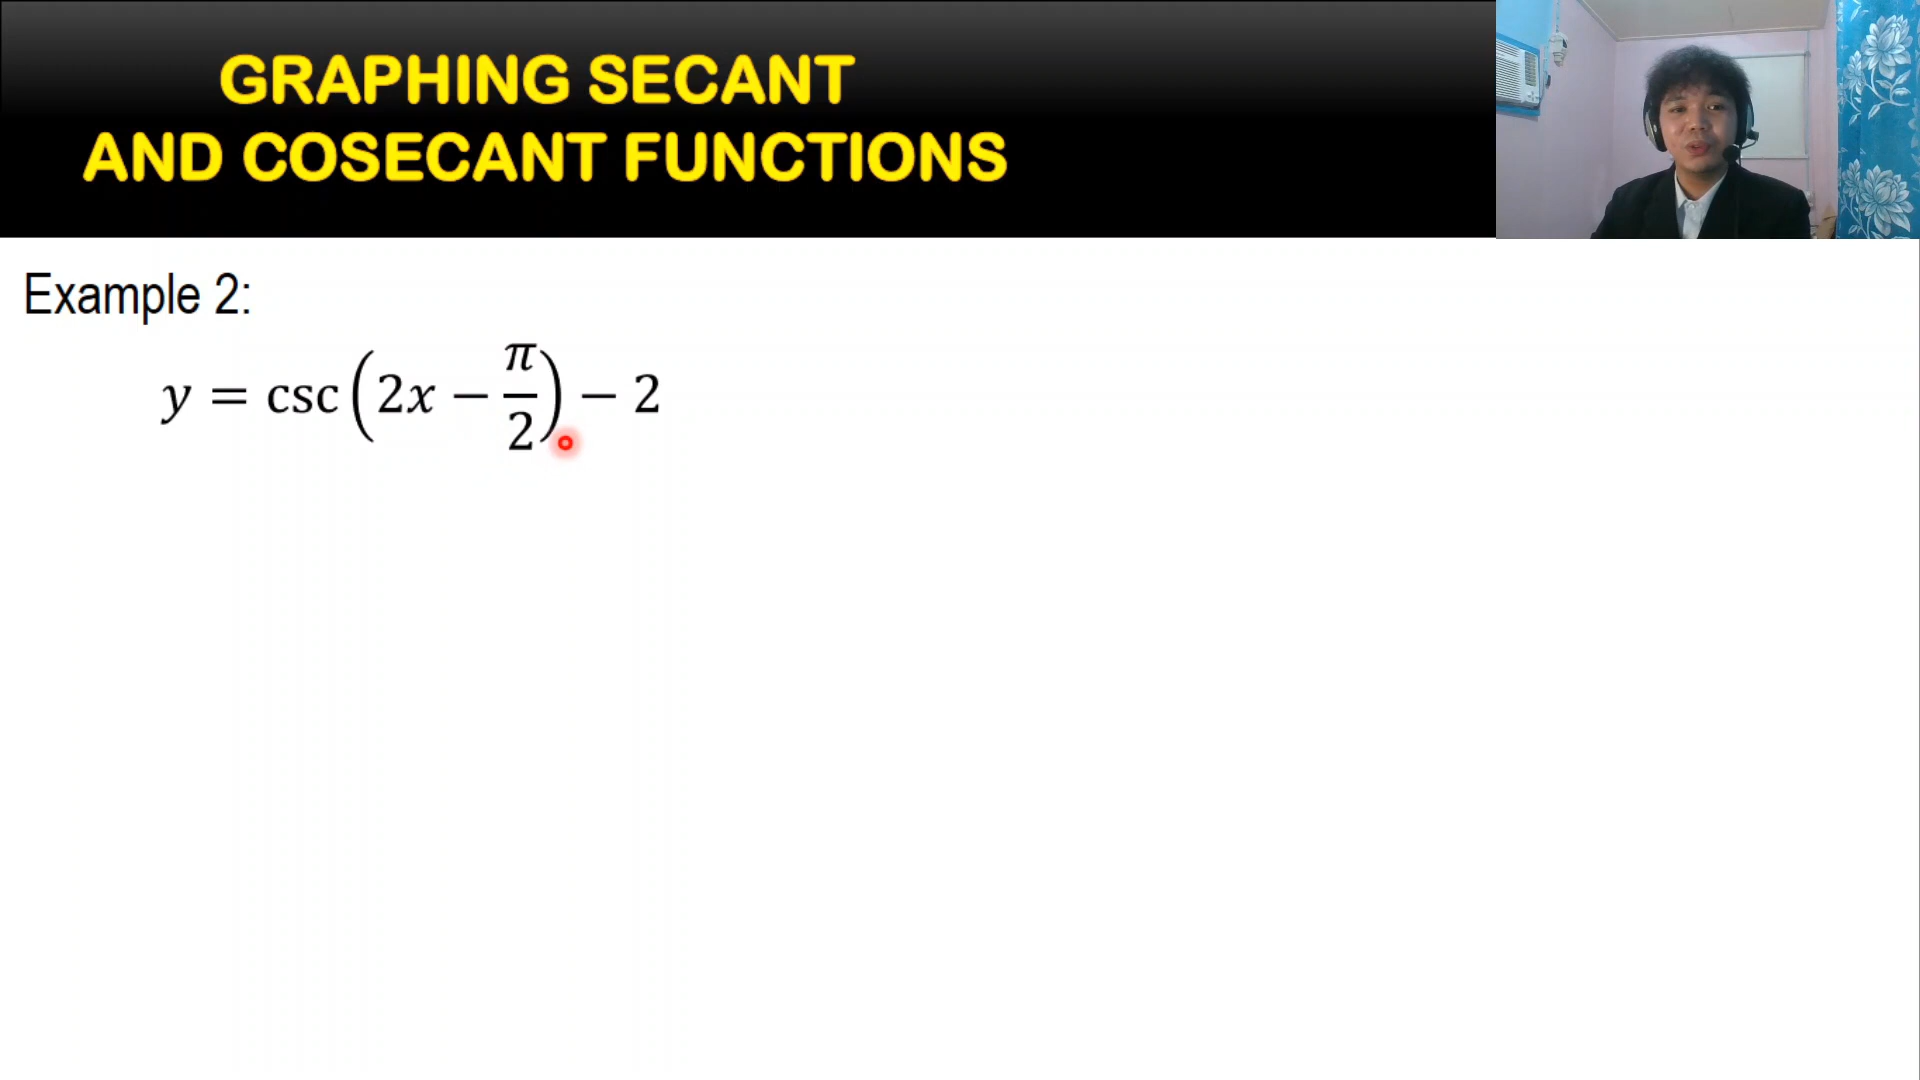 GRAPHING SECANT
AND COSECANT FUNCTIONS
Example 2:
y = csc(2x − π/2) − 2